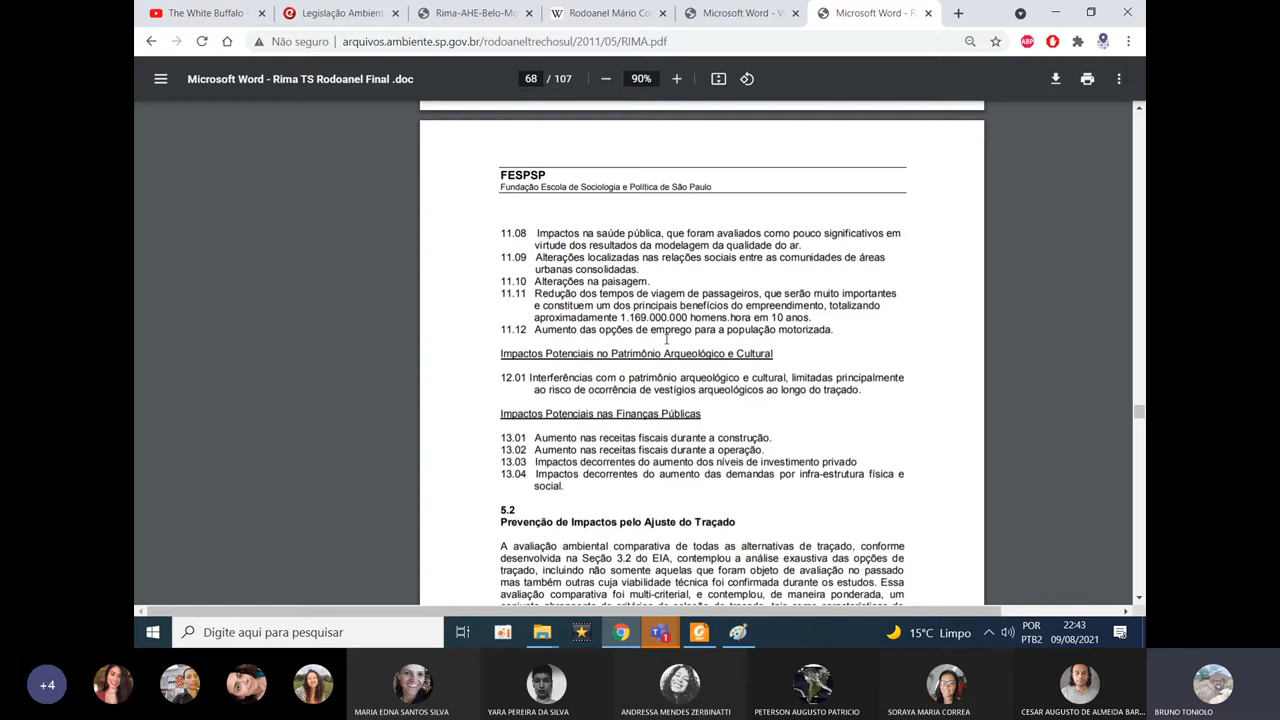 The White Buffalo -
Legislação Ambien
Rima-AHE-Belo-Mo
Rodoanel Mário Co
Microsoft Word - V
Microsoft Word - R
Não seguro
arquivos.ambiente.sp.gov.br/rodoaneltrechosul/2011/05/RIMA.pdf
Microsoft Word - Rima TS Rodoanel Final .doc
68 / 107
90%
FESPSP
Fundação Escola de Sociologia e Política de São Paulo
11.08 Impactos na saúde pública, que foram avaliados como pouco significativos em
virtude dos resultados da modelagem da qualidade do ar.
11.09 Alterações localizadas nas relações sociais entre as comunidades de áreas
urbanas consolidadas.
11.10 Alterações na paisagem.
11.11 Redução dos tempos de viagem de passageiros, que serão muito importantes
e constituem um dos principais benefícios do empreendimento, totalizando
aproximadamente 1.169.000.000 homens.hora em 10 anos.
11.12 Aumento das opções de emprego para a população motorizada.
Impactos Potenciais no Patrimônio Arqueológico e Cultural
12.01 Interferências com o patrimônio arqueológico e cultural, limitadas principalmente
ao risco de ocorrência de vestígios arqueológicos ao longo do traçado.
Impactos Potenciais nas Finanças Públicas
13.01 Aumento nas receitas fiscais durante a construção.
13.02 Aumento nas receitas fiscais durante a operação.
13.03 Impactos decorrentes do aumento dos níveis de investimento privado
13.04 Impactos decorrentes do aumento das demandas por infra-estrutura física e
social.
5.2
Prevenção de Impactos pelo Ajuste do Traçado
A avaliação ambiental comparativa de todas as alternativas de traçado, conforme
desenvolvida na Seção 3.2 do EIA, contemplou a análise exaustiva das opções de
traçado, incluindo não somente aquelas que foram objeto de avaliação no passado
mas também outras cuja viabilidade técnica foi confirmada durante os estudos. Essa
avaliação comparativa foi multi-criterial, e contemplou, de maneira ponderada, um
Digite aqui para pesquisar
15°C Limpo
POR
PTB2
22:43
09/08/2021
+4
MARIA EDNA SANTOS SILVA
YARA PEREIRA DA SILVA
ANDRESSA MENDES ZERBINATTI
PETERSON AUGUSTO PATRICIO
SORAYA MARIA CORREA
CESAR AUGUSTO DE ALMEIDA BAR...
BRUNO TONIOLO